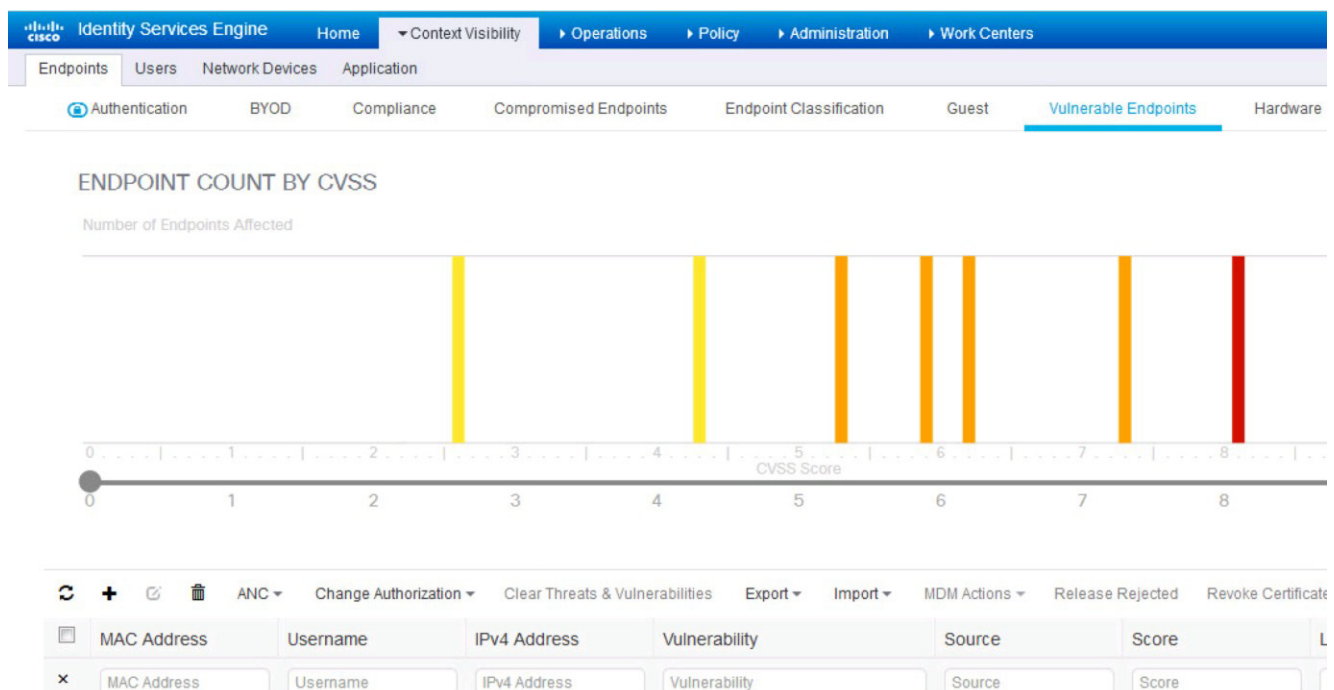 cisco Identity Services Engine Home Context Visibility Operations Policy Administration Work Centers
Endpoints Users Network Devices Application
Authentication BYOD Compliance Compromised Endpoints Endpoint Classification Guest Vulnerable Endpoints Hardware
ENDPOINT COUNT BY CVSS
Number of Endpoints Affected
0 1 2 3 4 5 6 7 8
CVSS Score
0 1 2 3 4 5 6 7 8
ANC Change Authorization Clear Threats & Vulnerabilities Export Import MDM Actions Release Rejected Revoke Certificate
MAC Address Username IPv4 Address Vulnerability Source Score L
MAC Address Username IPv4 Address Vulnerability Source Score